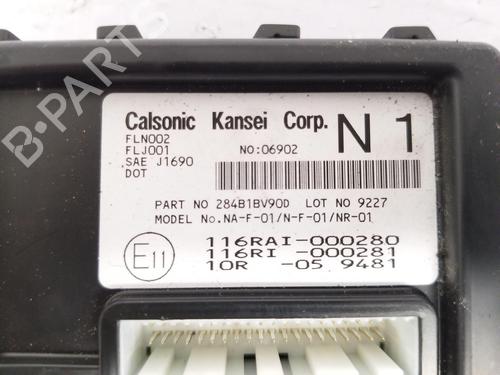 Calsonic Kansei Corp. N 1
FLN002
FLJ001 NO:06902
SAE J1690
DOT
PART NO 284B1BV90D LOT NO 9227
MODEL No.NA-F-01/N-F-01/NR-01
E11
116RAI-000280
116RI -000281
10R -05 9481
B-PARTS